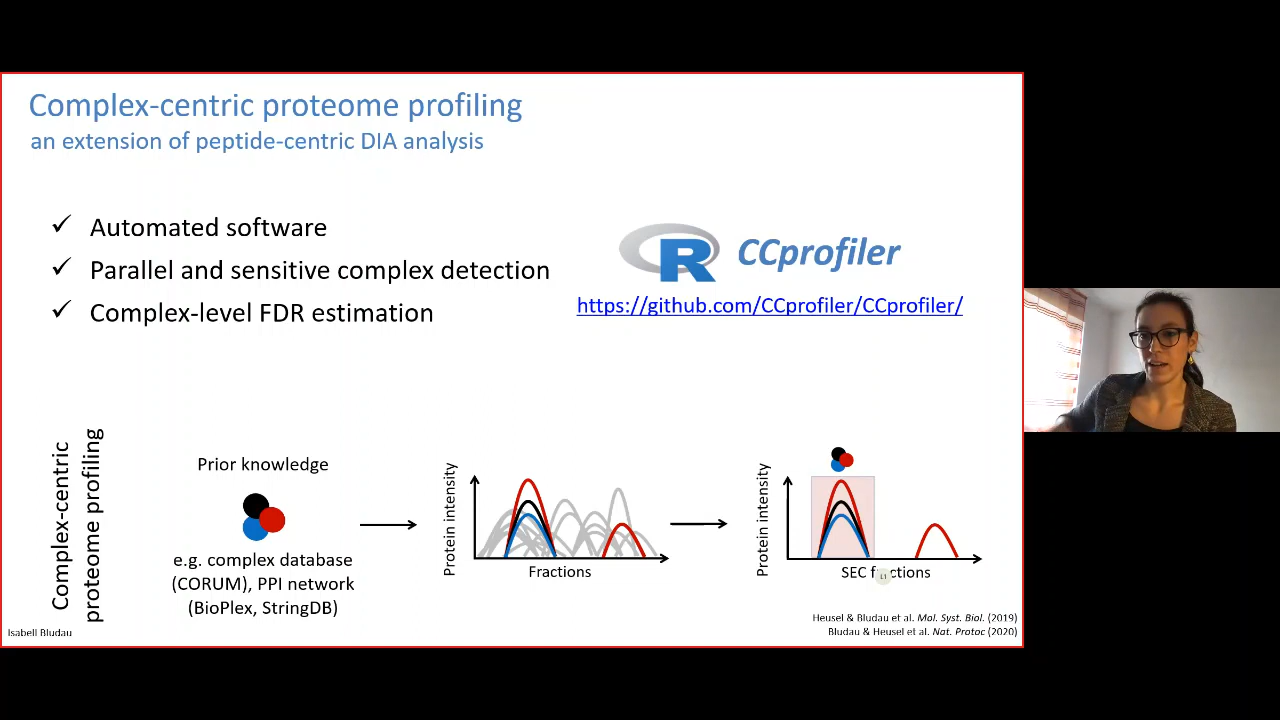 Complex-centric proteome profiling
an extension of peptide-centric DIA analysis
✓ Automated software
✓ Parallel and sensitive complex detection
✓ Complex-level FDR estimation
R CCprofiler
https://github.com/CCprofiler/CCprofiler/
Complex-centric
proteome profiling
Prior knowledge
e.g. complex database
(CORUM), PPI network
(BioPlex, StringDB)
Protein intensity
Fractions
Protein intensity
SEC fractions
Heusel & Bludau et al. Mol. Syst. Biol. (2019)
Bludau & Heusel et al. Nat. Protoc (2020)
Isabell Bludau